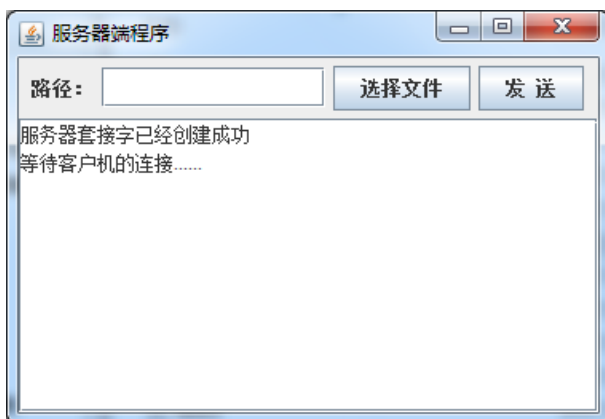 服务器端程序
路径： 选择文件 发 送
服务器套接字已经创建成功
等待客户机的连接......